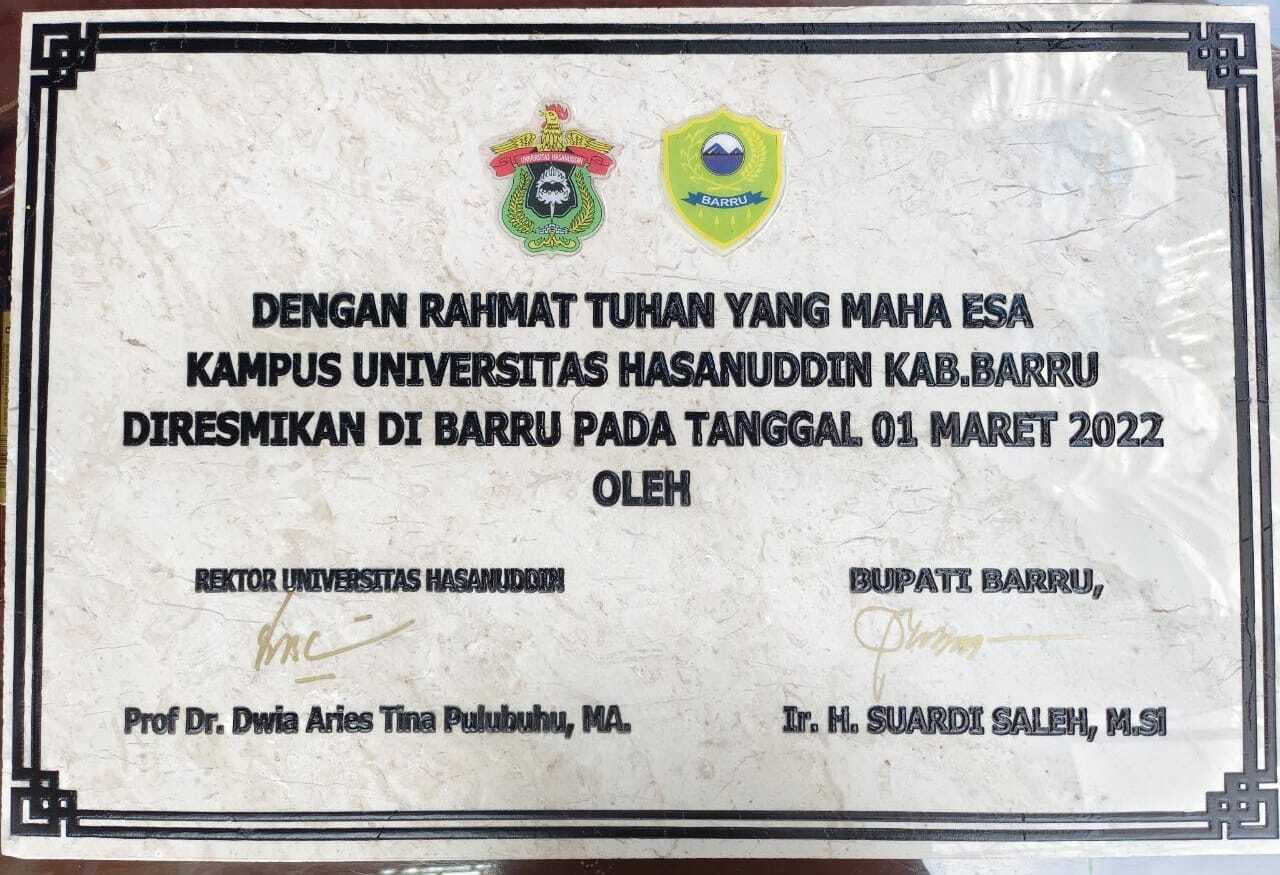 UNIVERSITAS HASANUDDIN
BARRU
DENGAN RAHMAT TUHAN YANG MAHA ESA
KAMPUS UNIVERSITAS HASANUDDIN KAB.BARRU
DIRESMIKAN DI BARRU PADA TANGGAL 01 MARET 2022
OLEH
REKTOR UNIVERSITAS HASANUDDIN
BUPATI BARRU,
Prof Dr. Dwia Aries Tina Pulubuhu, MA.
Ir. H. SUARDI SALEH, M.SI